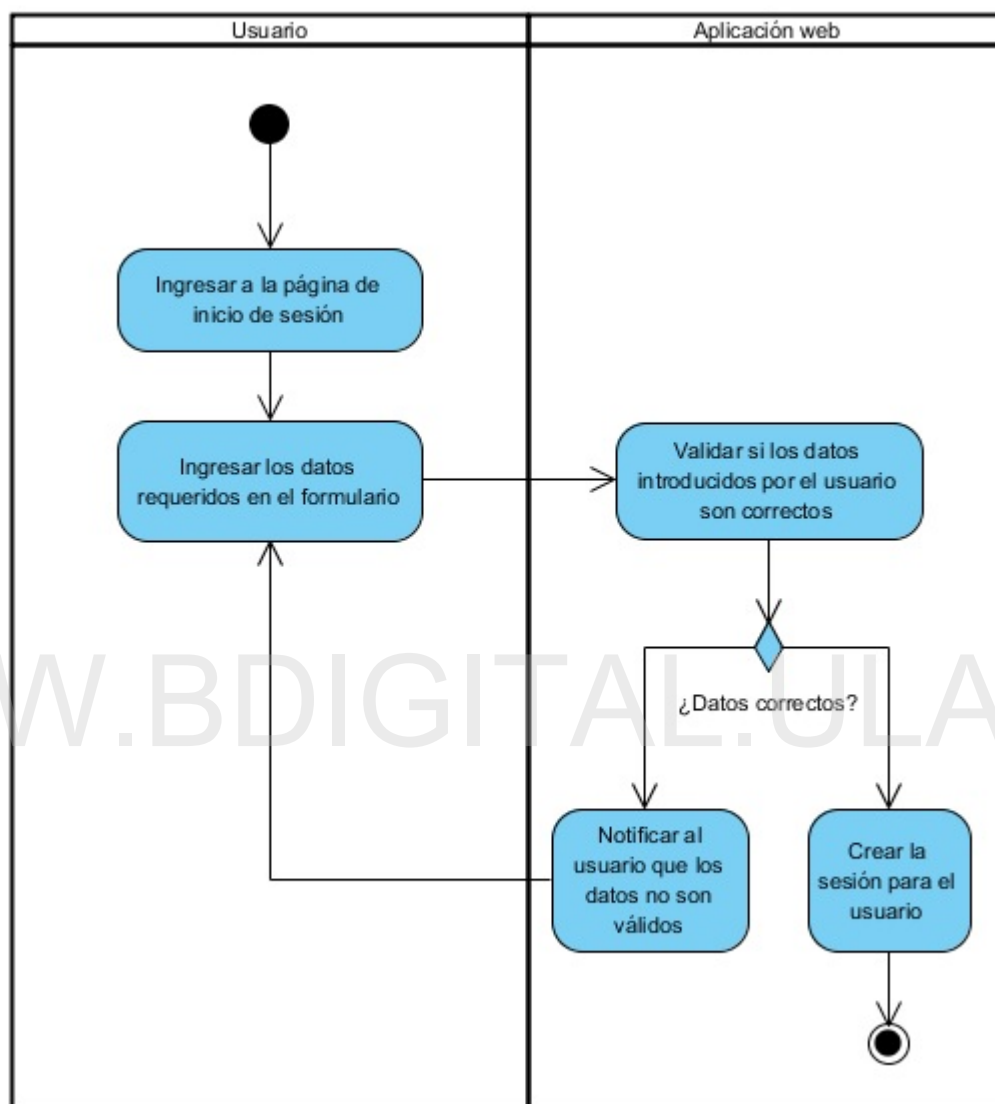 Usuario
Aplicación web
Ingresar a la página de
inicio de sesión
Ingresar los datos
requeridos en el formulario
Validar si los datos
introducidos por el usuario
son correctos
¿Datos correctos?
Notificar al
usuario que los
datos no son
válidos
Crear la
sesión para el
usuario
W.BDIGITAL.ULA